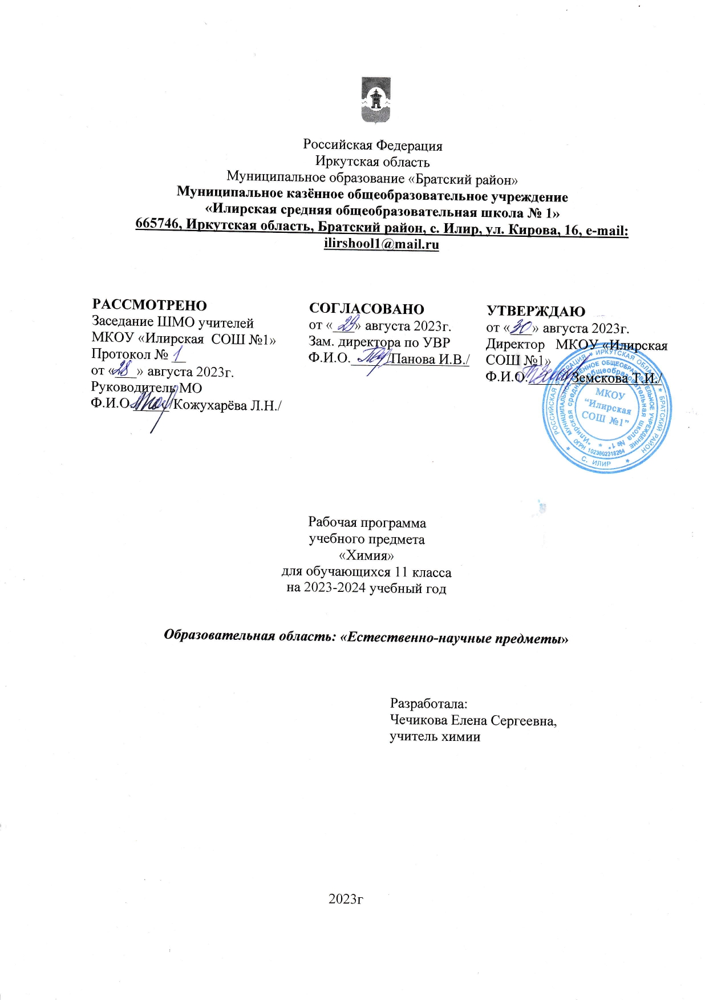 Российская Федерация
Иркутская область
Муниципальное образование «Братский район»
Муниципальное казённое общеобразовательное учреждение
«Илирская средняя общеобразовательная школа № 1»
665746, Иркутская область, Братский район, с. Илир, ул. Кирова, 16, e-mail:
ilirshool1@mail.ru
РАССМОТРЕНО
Заседание ШМО учителей
МКОУ «Илирская СОШ №1»
Протокол № 1
от «28» августа 2023г.
Руководитель МО
Ф.И.О. /Кожухарёва Л.Н./
СОГЛАСОВАНО
от «29» августа 2023г.
Зам. директора по УВР
Ф.И.О. /Панова И.В./
УТВЕРЖДАЮ
от «30» августа 2023г.
Директор МКОУ «Илирская
СОШ №1»
Ф.И.О. / Земскова Т.И./
РОССИЙСКАЯ ФЕДЕРАЦИЯ * ИРКУТСКАЯ ОБЛАСТЬ * БРАТСКИЙ РАЙОН * С. ИЛИР *
МУНИЦИПАЛЬНОЕ КАЗЁННОЕ ОБЩЕОБРАЗОВАТЕЛЬНОЕ УЧРЕЖДЕНИЕ
"Илирская средняя общеобразовательная школа №1" *
ОГРН 1023802318264
МКОУ
“Илирская
СОШ №1”
Рабочая программа
учебного предмета
«Химия»
для обучающихся 11 класса
на 2023-2024 учебный год
Образовательная область: «Естественно-научные предметы»
Разработала:
Чечикова Елена Сергеевна,
учитель химии
2023г